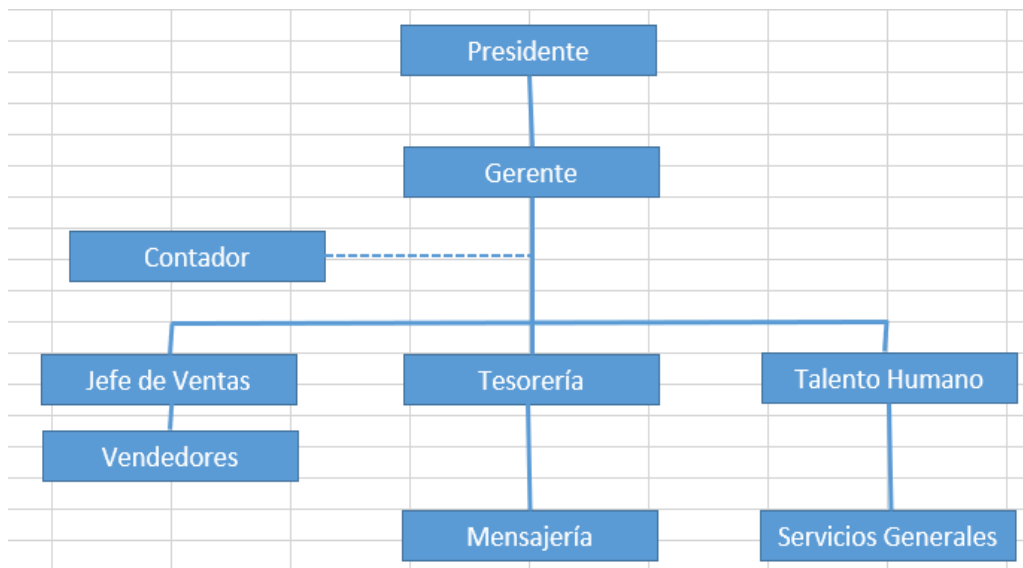 Presidente
Gerente
Contador
Jefe de Ventas
Tesorería
Talento Humano
Vendedores
Mensajería
Servicios Generales